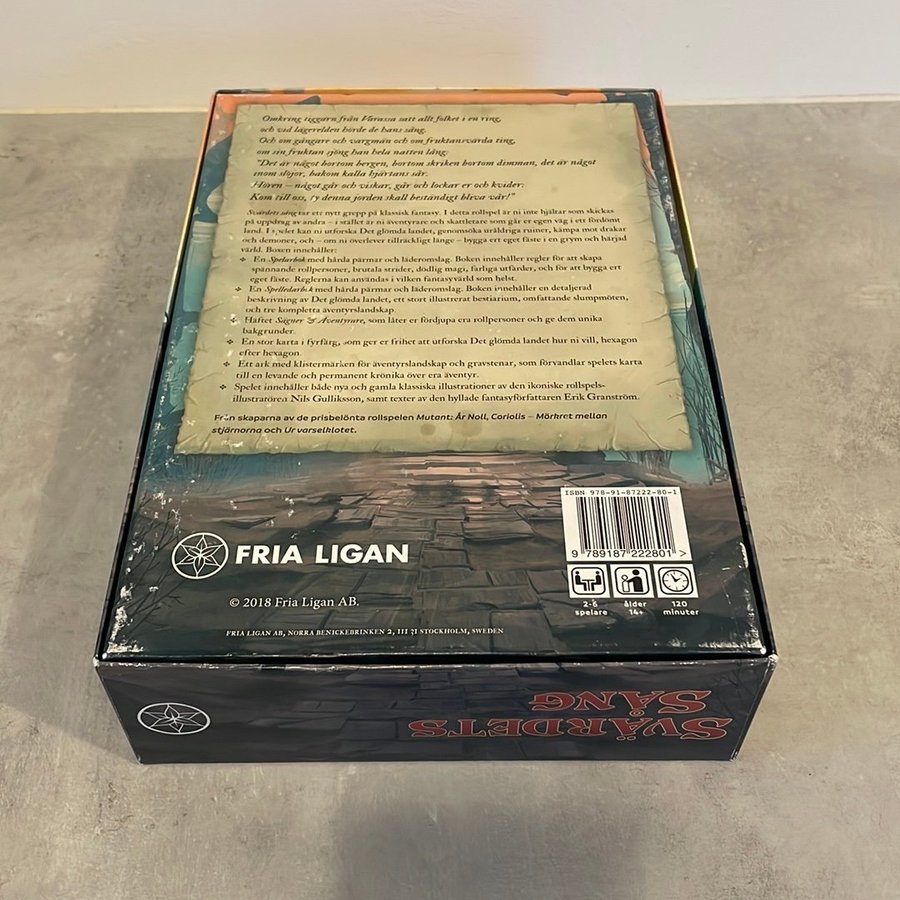 Omkring tiggarn från Varassa satt allt folket i en ring,
och vid lägerelden hörde de hans sång.
Och om gångare och vargmän och om fruktansvärda ting,
om sin fruktan sjöng han hela natten lång:
"Det är något bortom bergen, bortom skriken bortom dimman, det är något
inom slöjor, bakom kalla hjärtans sår.
Hören – något går och viskar, går och lockar er och kvider:
Kom till oss, ty denna jorden skall beständigt bliva vår!"
Svärdets sång tar ett nytt grepp på klassisk fantasy. I detta rollspel är ni inte hjältar som skickas
på uppdrag av andra – i stället är ni äventyrare och skattletare som går er egen väg i ett fördömt
land. I spelet kan ni utforska Det glömda landet, genomsöka uråldriga ruiner, kämpa mot drakar
och demoner, och – om ni överlever tillräckligt länge – bygga ert eget fäste i en grym och härjad
värld. Boxen innehåller:
❖ En Spelarbok med hårda pärmar och läderomslag. Boken innehåller regler för att skapa
spännande rollpersoner, brutala strider, dödlig magi, farliga utfärder, och för att bygga ert
eget fäste. Reglerna kan användas i vilken fantasyvärld som helst.
❖ En Spelledarbok med hårda pärmar och läderomslag. Boken innehåller en detaljerad
beskrivning av Det glömda landet, ett stort illustrerat bestiarium, omfattande slumpmöten,
och tre kompletta äventyrslandskap.
❖ Häftet Sägner & Äventyrare, som låter er fördjupa era rollpersoner och ge dem unika
bakgrunder.
❖ En stor karta i fyrfärg, som ger er frihet att utforska Det glömda landet hur ni vill, hexagon
efter hexagon.
❖ Ett ark med klistermärken för äventyrslandskap och gravstenar, som förvandlar spelets karta
till en levande och permanent krönika över era äventyr.
❖ Spelet innehåller både nya och gamla klassiska illustrationer av den ikoniske rollspels-
illustratören Nils Gulliksson, samt texter av den hyllade fantasyförfattaren Erik Granström.
Från skaparna av de prisbelönta rollspelen Mutant: År Noll, Coriolis – Mörkret mellan
stjärnorna och Ur varselklotet.
ISBN 978-91-87222-80-1
9 789187 222801 >
FRIA LIGAN
2-6
spelare
ålder
14+
120
minuter
© 2018 Fria Ligan AB.
FRIA LIGAN AB, NORRA BENICKEBRINKEN 2, 111 31 STOCKHOLM, SWEDEN
SVÄRDETS
SÅNG